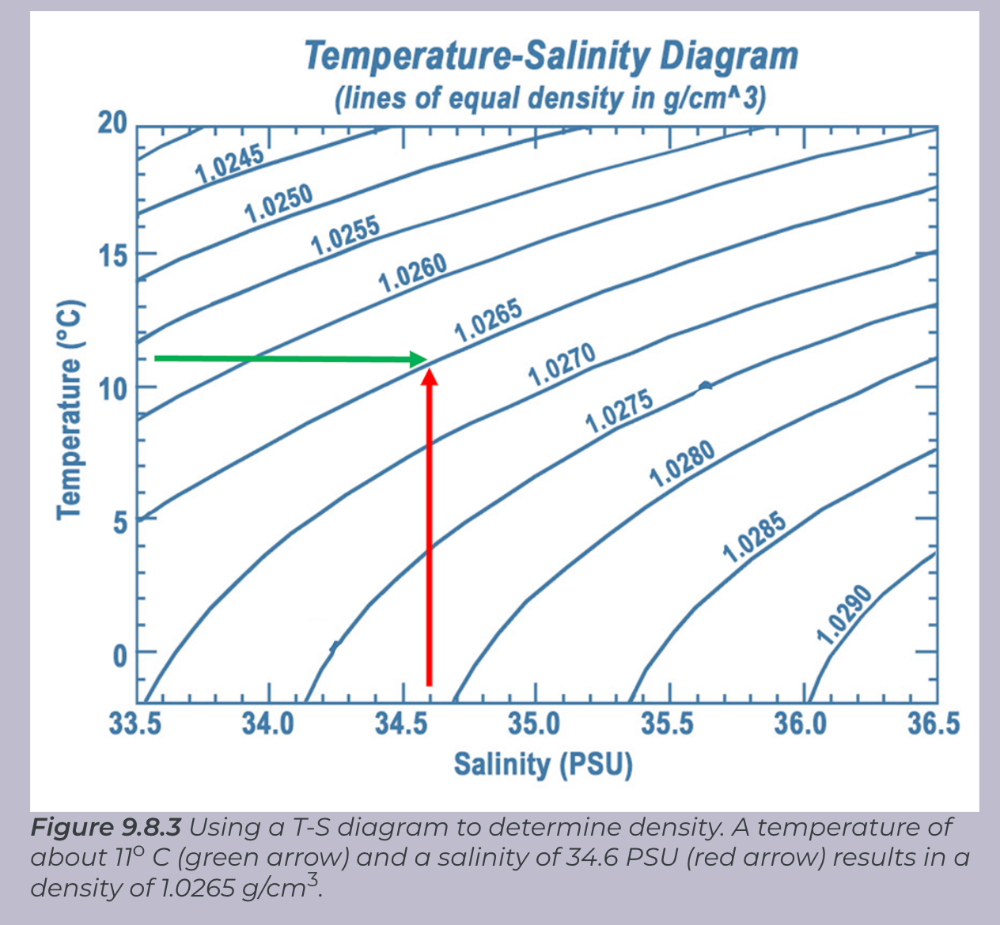 Temperature-Salinity Diagram
(lines of equal density in g/cm^3)
20
15
10
5
0
Temperature (°C)
1.0245
1.0250
1.0255
1.0260
1.0265
1.0270
1.0275
1.0280
1.0285
1.0290
33.5 34.0 34.5 35.0 35.5 36.0 36.5
Salinity (PSU)
Figure 9.8.3 Using a T-S diagram to determine density. A temperature of
about 11º C (green arrow) and a salinity of 34.6 PSU (red arrow) results in a
density of 1.0265 g/cm³.